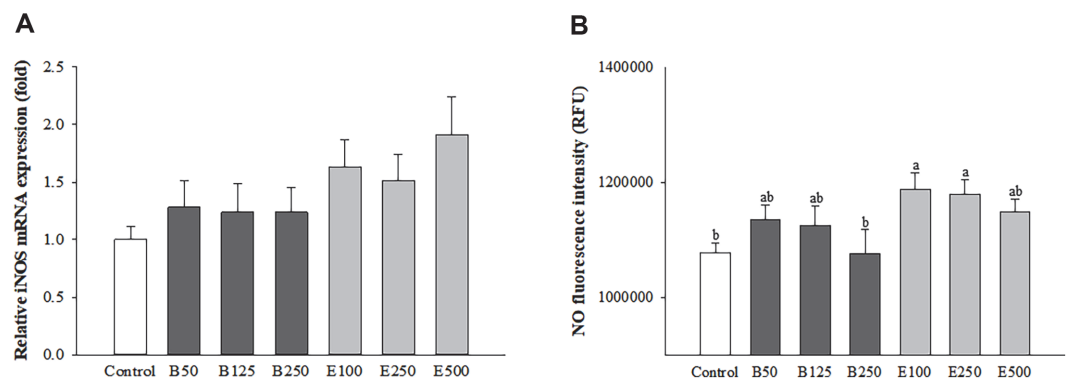 A
Relative iNOS mRNA expression (fold)
2.5
2.0
1.5
1.0
0.5
0.0
Control B50 B125 B250 E100 E250 E500
B
NO fluorescence intensity (RFU)
1400000
1200000
1000000
b ab ab b a a ab
Control B50 B125 B250 E100 E250 E500